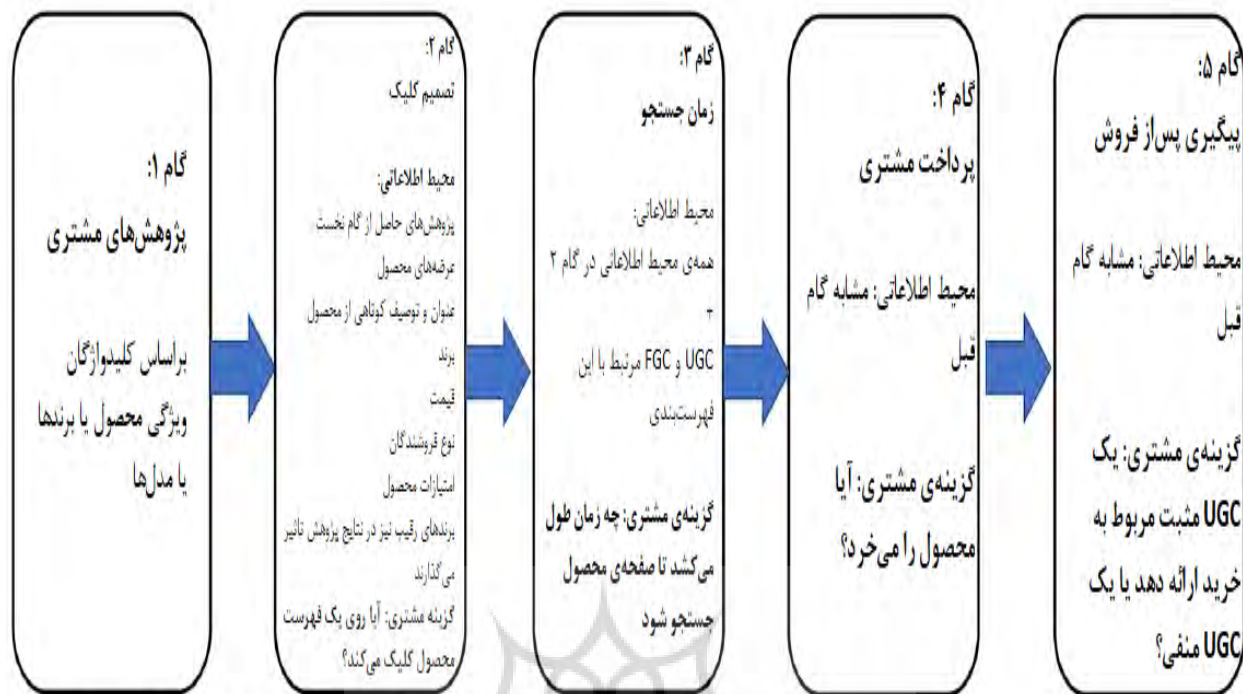 گام ۱:
پژوهش‌های مشتری
براساس کلیدواژگان
ویژگی محصول یا برندها
یا مدل‌ها
گام ۲:
تصمیم کلیک
محیط اطلاعاتی:
پژوهش‌های حاصل از گام نخست
عرضه‌های محصول
عنوان و توصیف کوتاهی از محصول
برند
قیمت
نوع فروشندگان
امتیازات محصول
برندهای رقیب نیز در نتایج پژوهش تاثیر
می‌گذارند
گزینه مشتری: آیا روی یک فهرست
محصول کلیک می‌کند؟
گام ۳:
زمان جستجو
محیط اطلاعاتی:
همه‌ی محیط اطلاعاتی در گام ۲
+
UGC و FGC مرتبط با این
فهرست‌بندی
گزینه‌ی مشتری: چه زمان طول
می‌کشد تا صفحه‌ی محصول
جستجو شود
گام ۴:
پرداخت مشتری
محیط اطلاعاتی: مشابه گام
قبل
گزینه‌ی مشتری: آیا
محصول را می‌خرد؟
گام ۵:
پیگیری پس‌از فروش
محیط اطلاعاتی: مشابه گام
قبل
گزینه‌ی مشتری: یک
UGC مثبت مربوط به
خرید ارائه دهد یا یک
UGC منفی؟